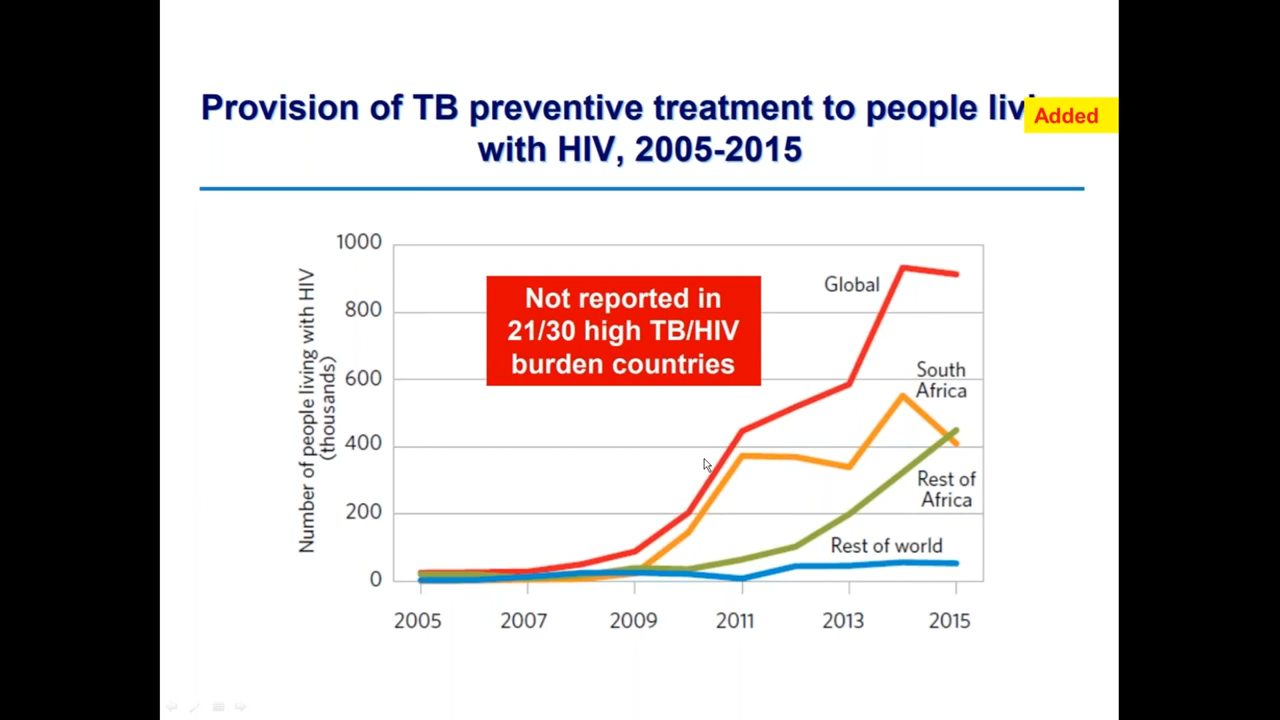 Provision of TB preventive treatment to people livi
Added
with HIV, 2005-2015
Number of people living with HIV
(thousands)
1000
800
600
400
200
0
Not reported in
21/30 high TB/HIV
burden countries
Global
South
Africa
Rest of
Africa
Rest of world
2005
2007
2009
2011
2013
2015